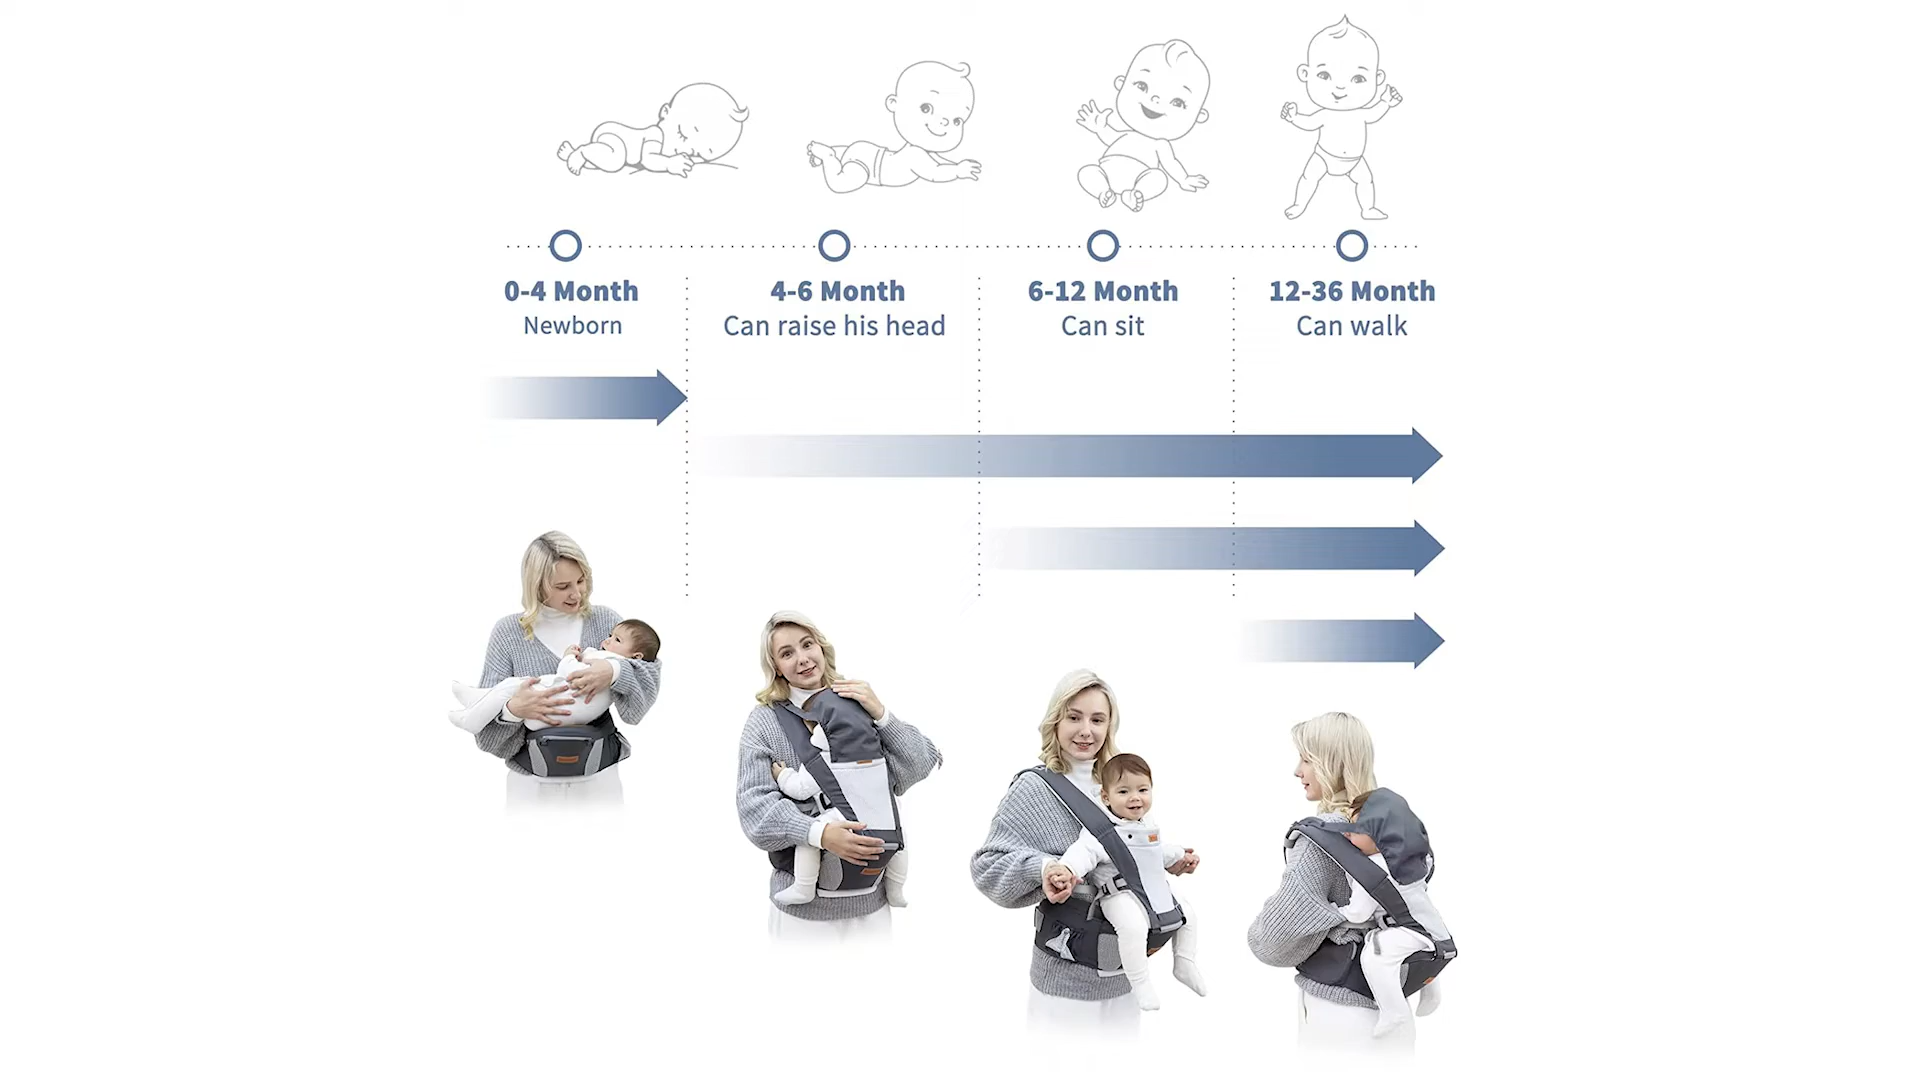 0-4 Month
Newborn
4-6 Month
Can raise his head
6-12 Month
Can sit
12-36 Month
Can walk